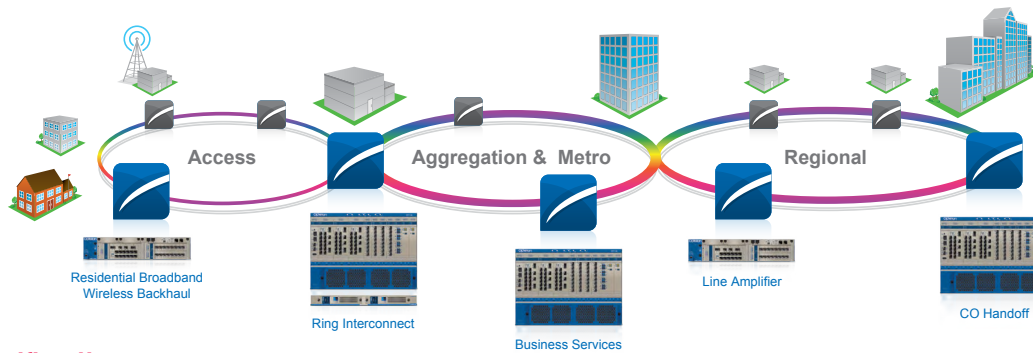 Access
Aggregation & Metro
Regional
Residential Broadband
Wireless Backhaul
Ring Interconnect
Business Services
Line Amplifier
CO Handoff